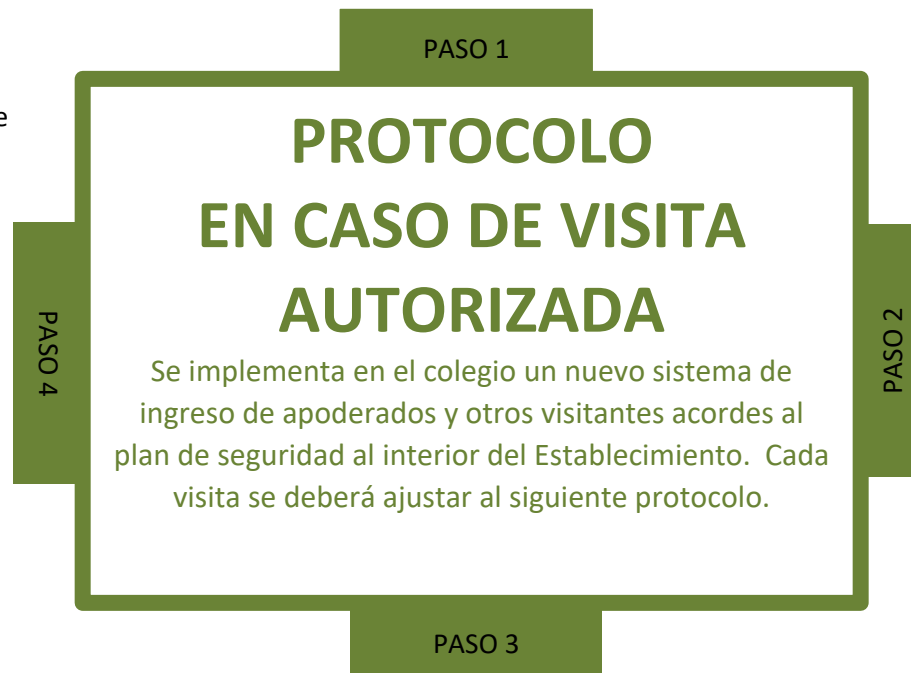 PASO 1
e
PROTOCOLO
EN CASO DE VISITA
AUTORIZADA
Se implementa en el colegio un nuevo sistema de
ingreso de apoderados y otros visitantes acordes al
plan de seguridad al interior del Establecimiento. Cada
visita se deberá ajustar al siguiente protocolo.
PASO 4
PASO 2
PASO 3